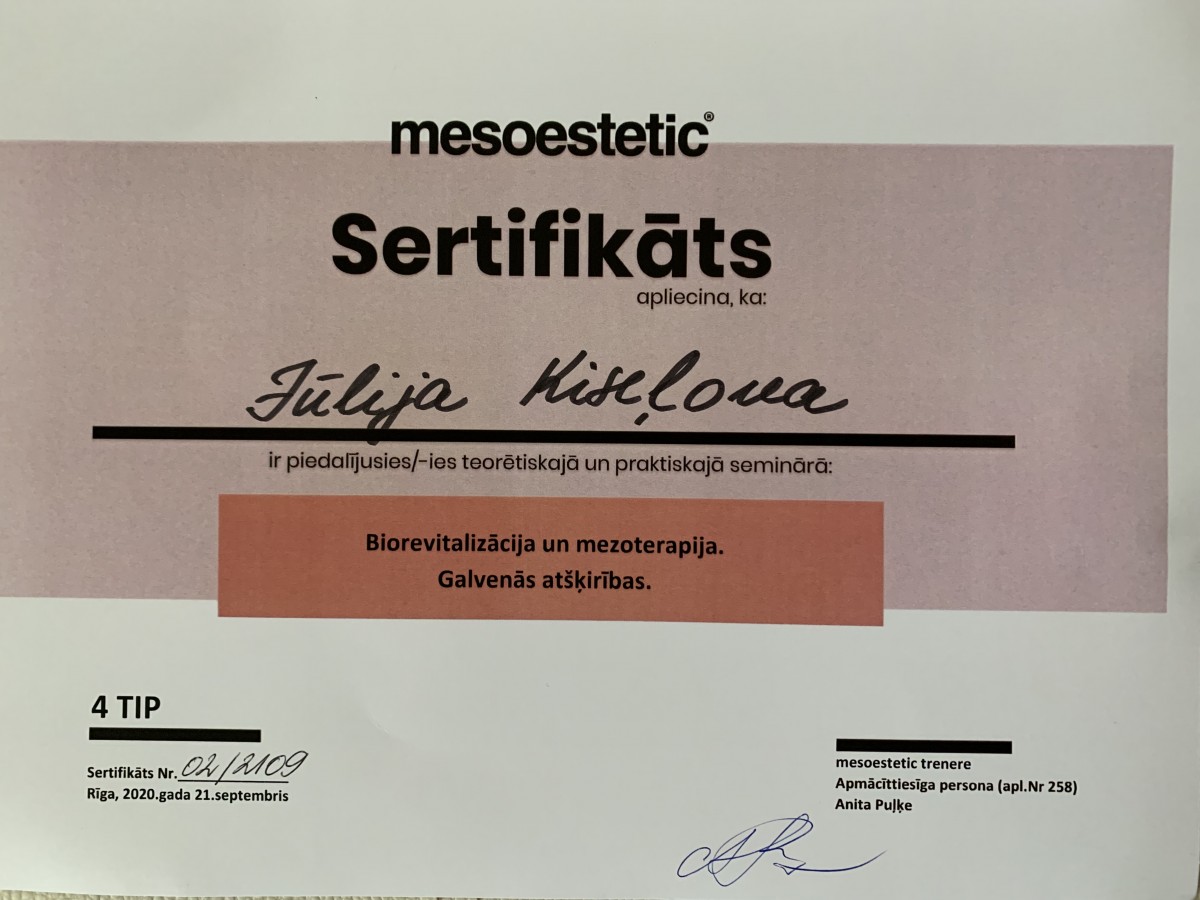 mesoestetic®
Sertifikāts
apliecina, ka:
Jūlija Kiseļova
ir piedalījusies/-ies teorētiskajā un praktiskajā seminārā:
Biorevitalizācija un mezoterapija.
Galvenās atšķirības.
4 TIP
Sertifikāts Nr. 02/2109
Rīga, 2020.gada 21.septembris
mesoestetic trenere
Apmācīttiesīga persona (apl.Nr 258)
Anita Puļķe